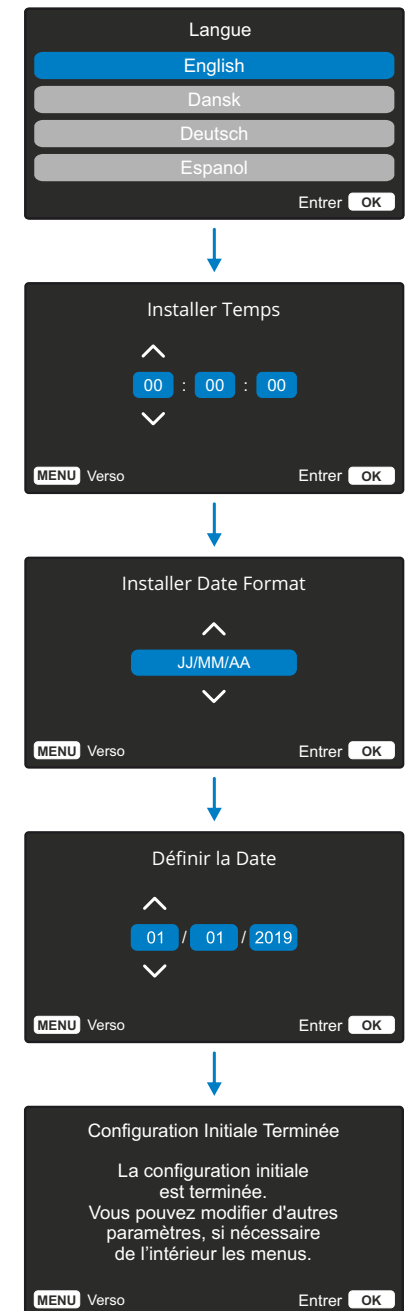 Langue
English
Dansk
Deutsch
Espanol
Entrer OK
Installer Temps
00 : 00 : 00
MENU Verso Entrer OK
Installer Date Format
JJ/MM/AA
MENU Verso Entrer OK
Définir la Date
01 / 01 / 2019
MENU Verso Entrer OK
Configuration Initiale Terminée
La configuration initiale
est terminée.
Vous pouvez modifier d'autres
paramètres, si nécessaire
de l’intérieur les menus.
MENU Verso Entrer OK